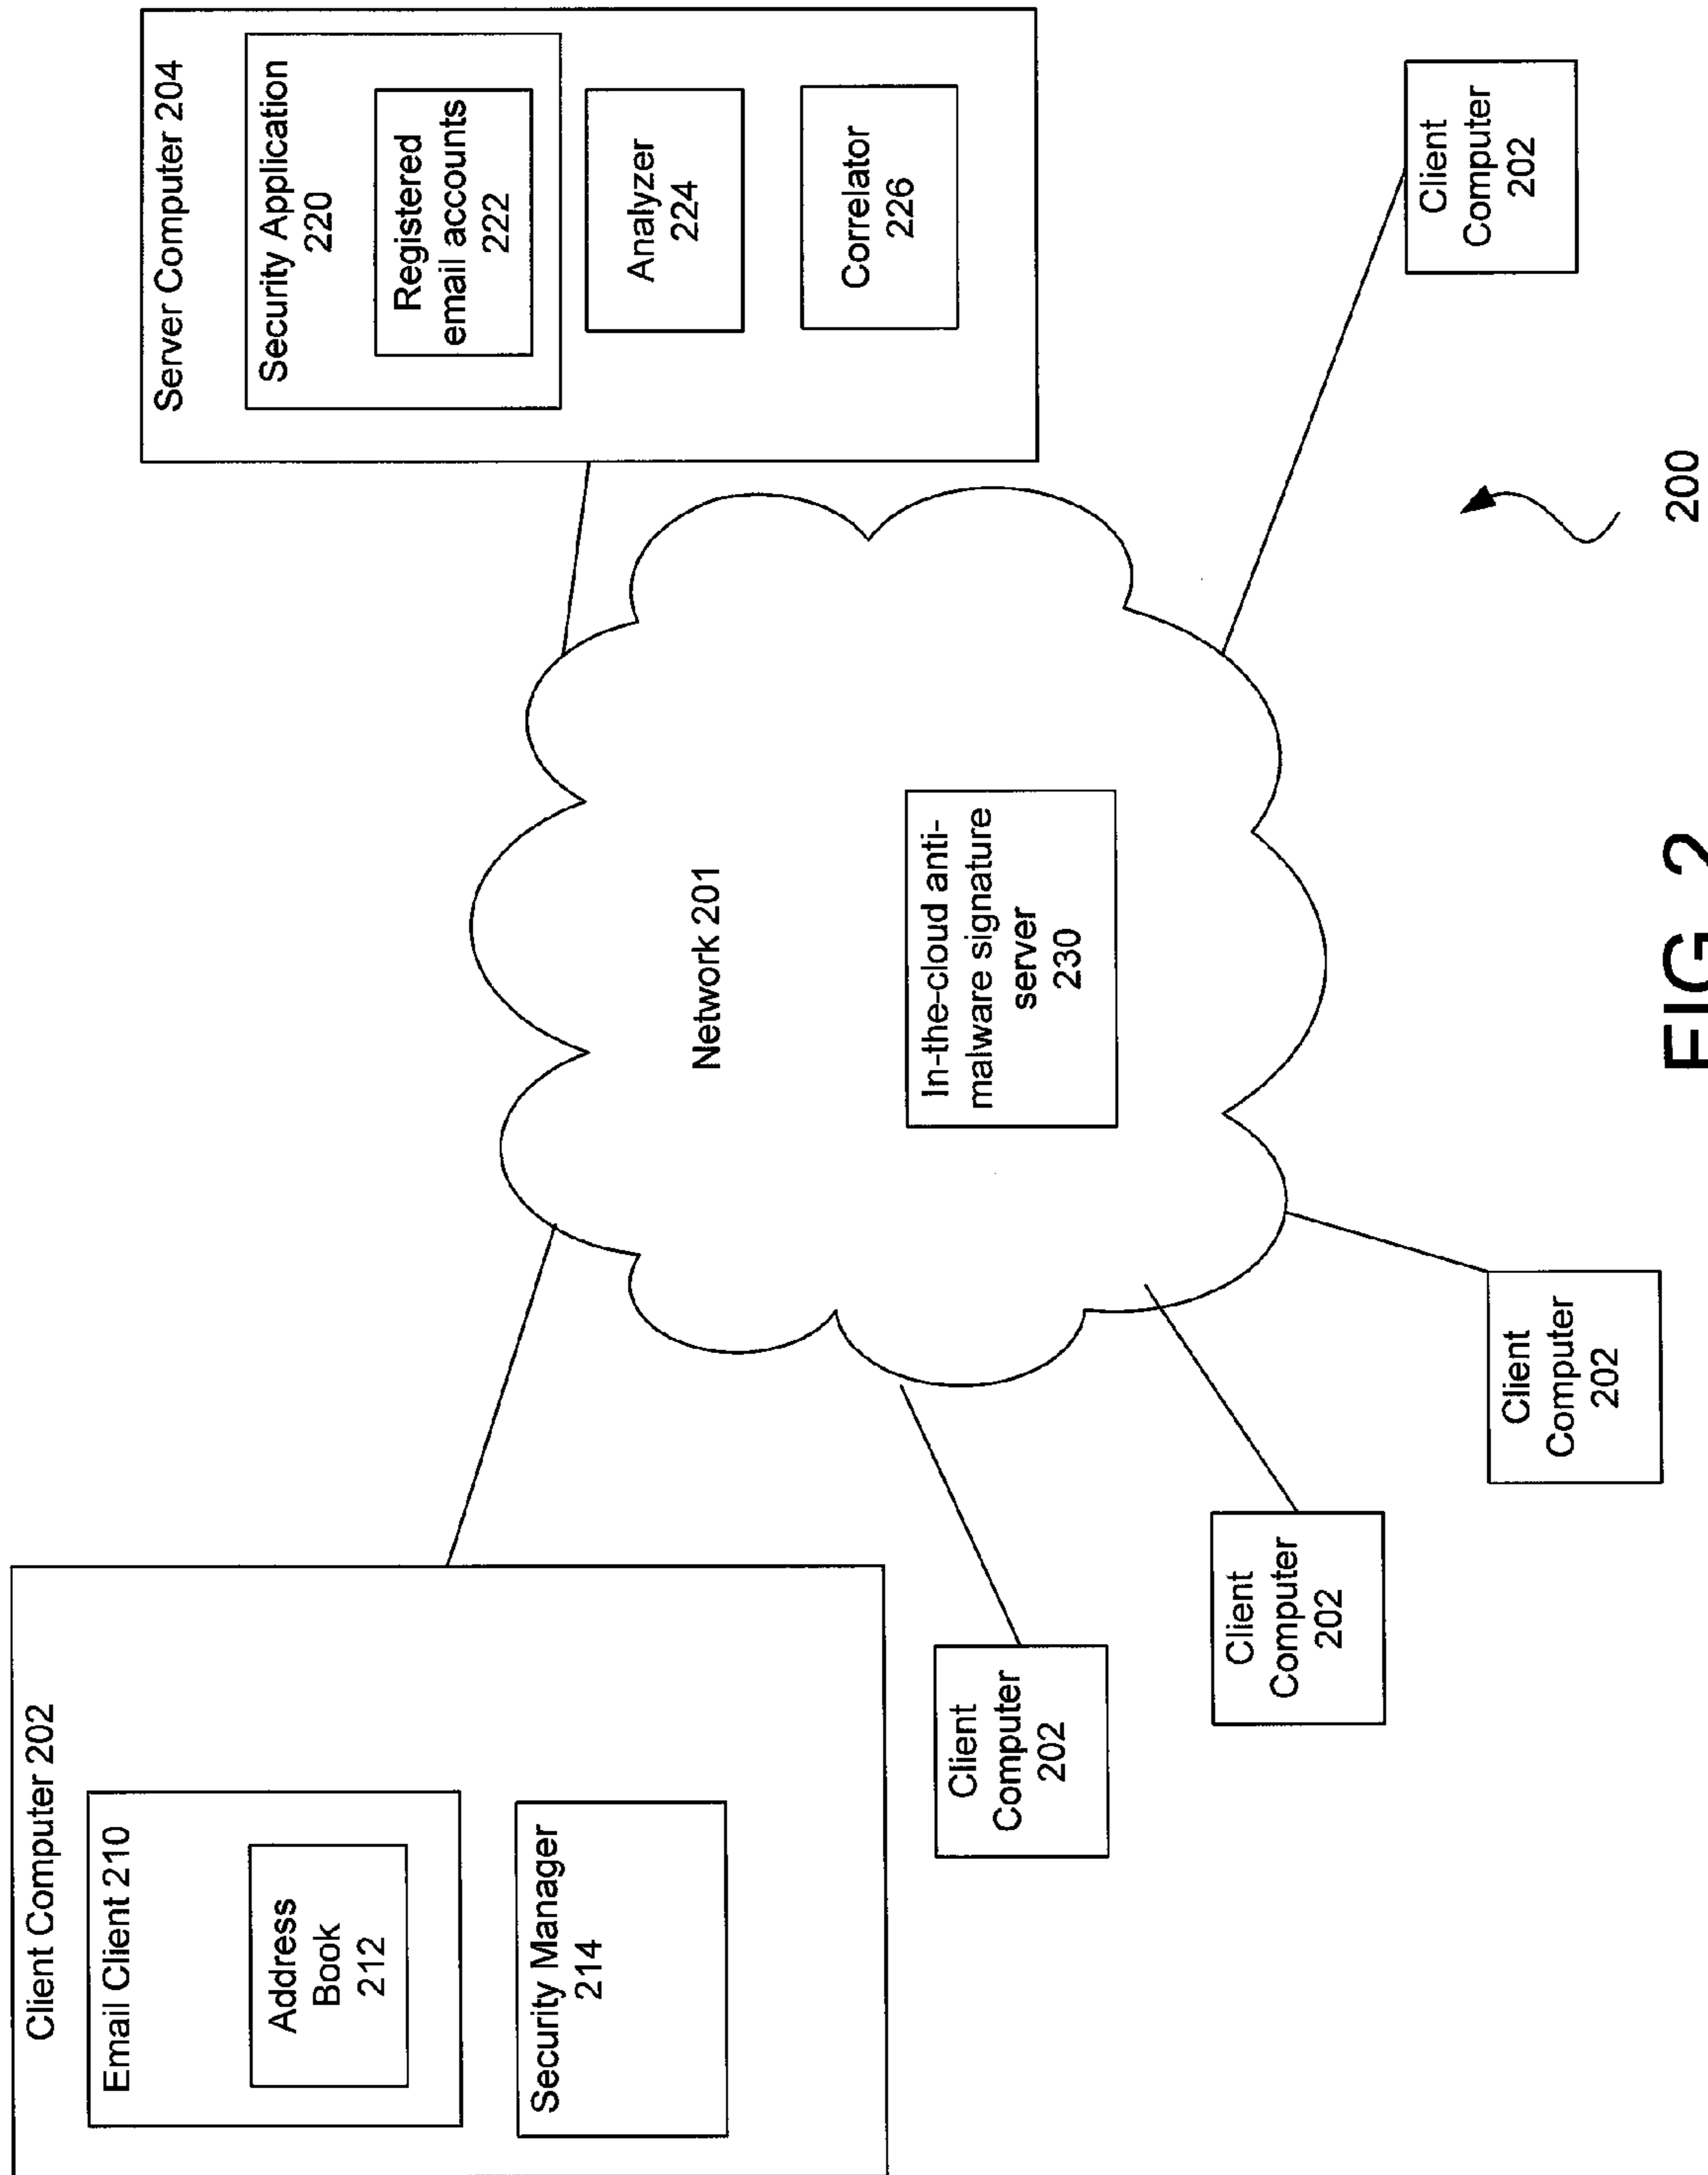 Client Computer 202
Email Client 210
Address
Book
212
Security Manager
214
Server Computer 204
Security Application
220
Registered
email accounts
222
Analyzer
224
Correlator
226
Network 201
In-the-cloud anti-
malware signature
server
230
Client
Computer
202
Client
Computer
202
Client
Computer
202
Client
Computer
202
200
FIG 2